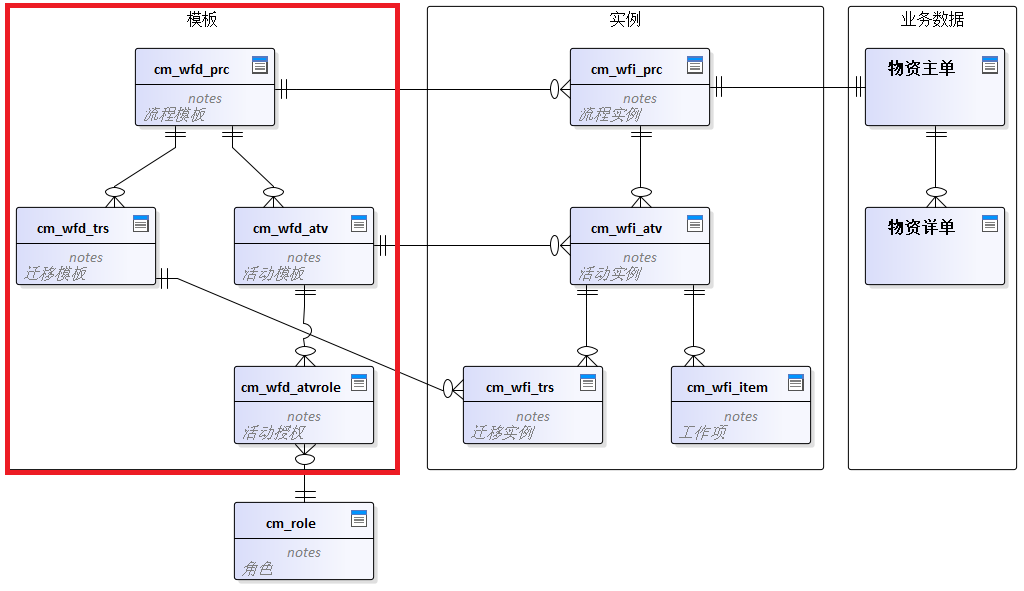 模板
实例
业务数据
cm_wfd_prc
notes
流程模板
cm_wfi_prc
notes
流程实例
物资主单
cm_wfd_trs
notes
迁移模板
cm_wfd_atv
notes
活动模板
cm_wfi_atv
notes
活动实例
物资详单
cm_wfd_atvrole
notes
活动授权
cm_wfi_trs
notes
迁移实例
cm_wfi_item
notes
工作项
cm_role
notes
角色